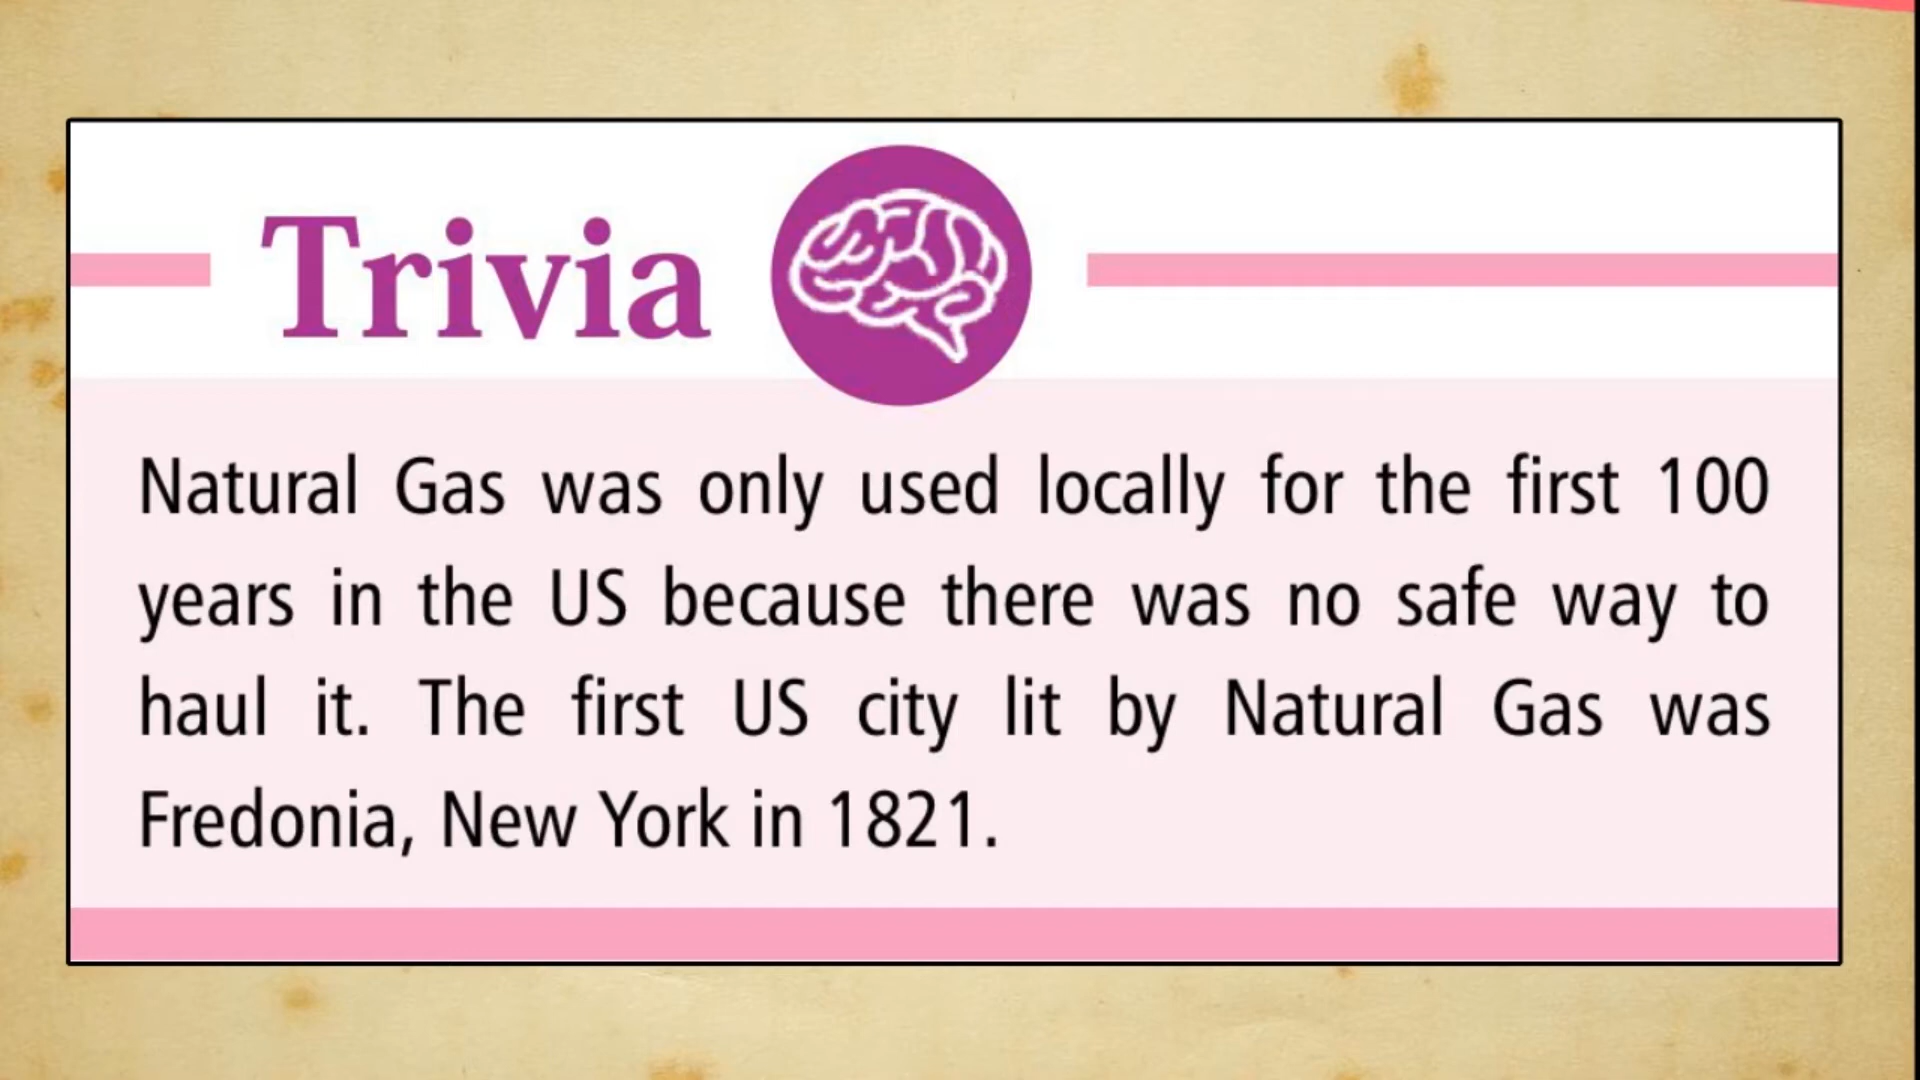 Trivia
Natural Gas was only used locally for the first 100
years in the US because there was no safe way to
haul it. The first US city lit by Natural Gas was
Fredonia, New York in 1821.